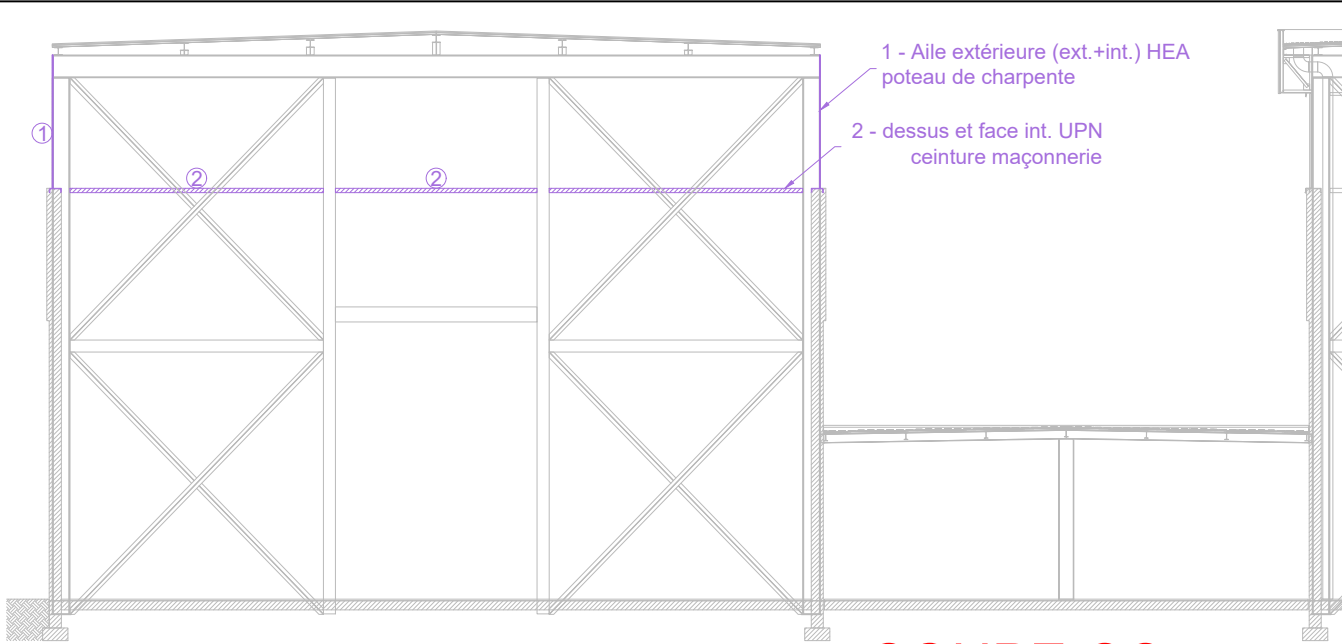 1 - Aile extérieure (ext.+int.) HEA
poteau de charpente
2 - dessus et face int. UPN
ceinture maçonnerie
1
2
2